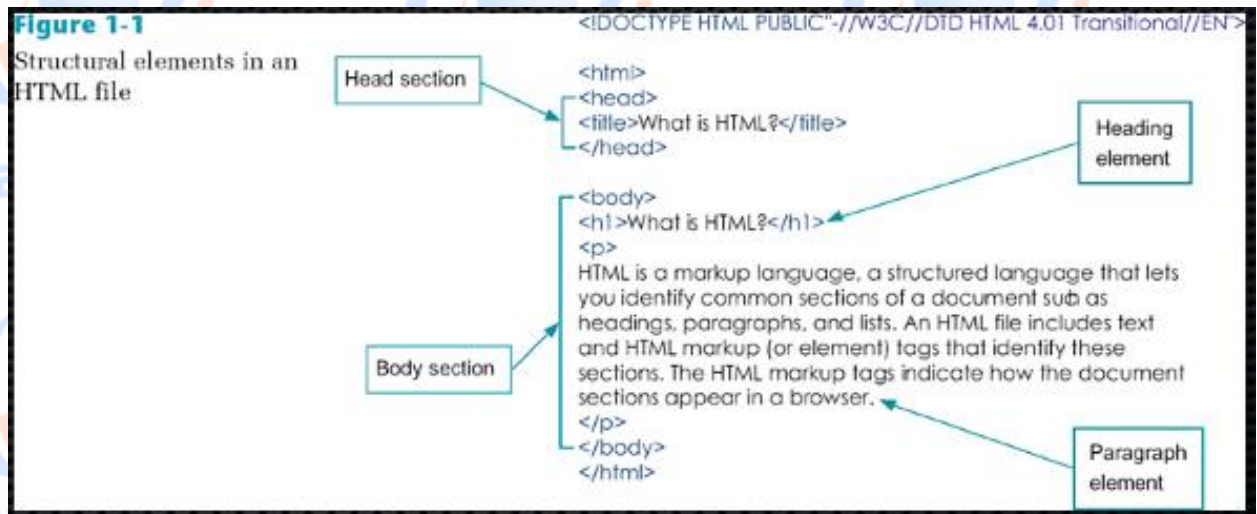 Figure 1-1
Structural elements in an
HTML file
Head section
<!DOCTYPE HTML PUBLIC"-//W3C//DTD HTML 4.01 Transitional//EN">
<html>
<head>
<title>What is HTML?</title>
</head>
Heading
element
<body>
<h1>What is HTML?</h1>
<p>
HTML is a markup language, a structured language that lets
you identify common sections of a document such as
headings, paragraphs, and lists. An HTML file includes text
and HTML markup (or element) tags that identify these
sections. The HTML markup tags indicate how the document
sections appear in a browser.
</p>
</body>
</html>
Body section
Paragraph
element